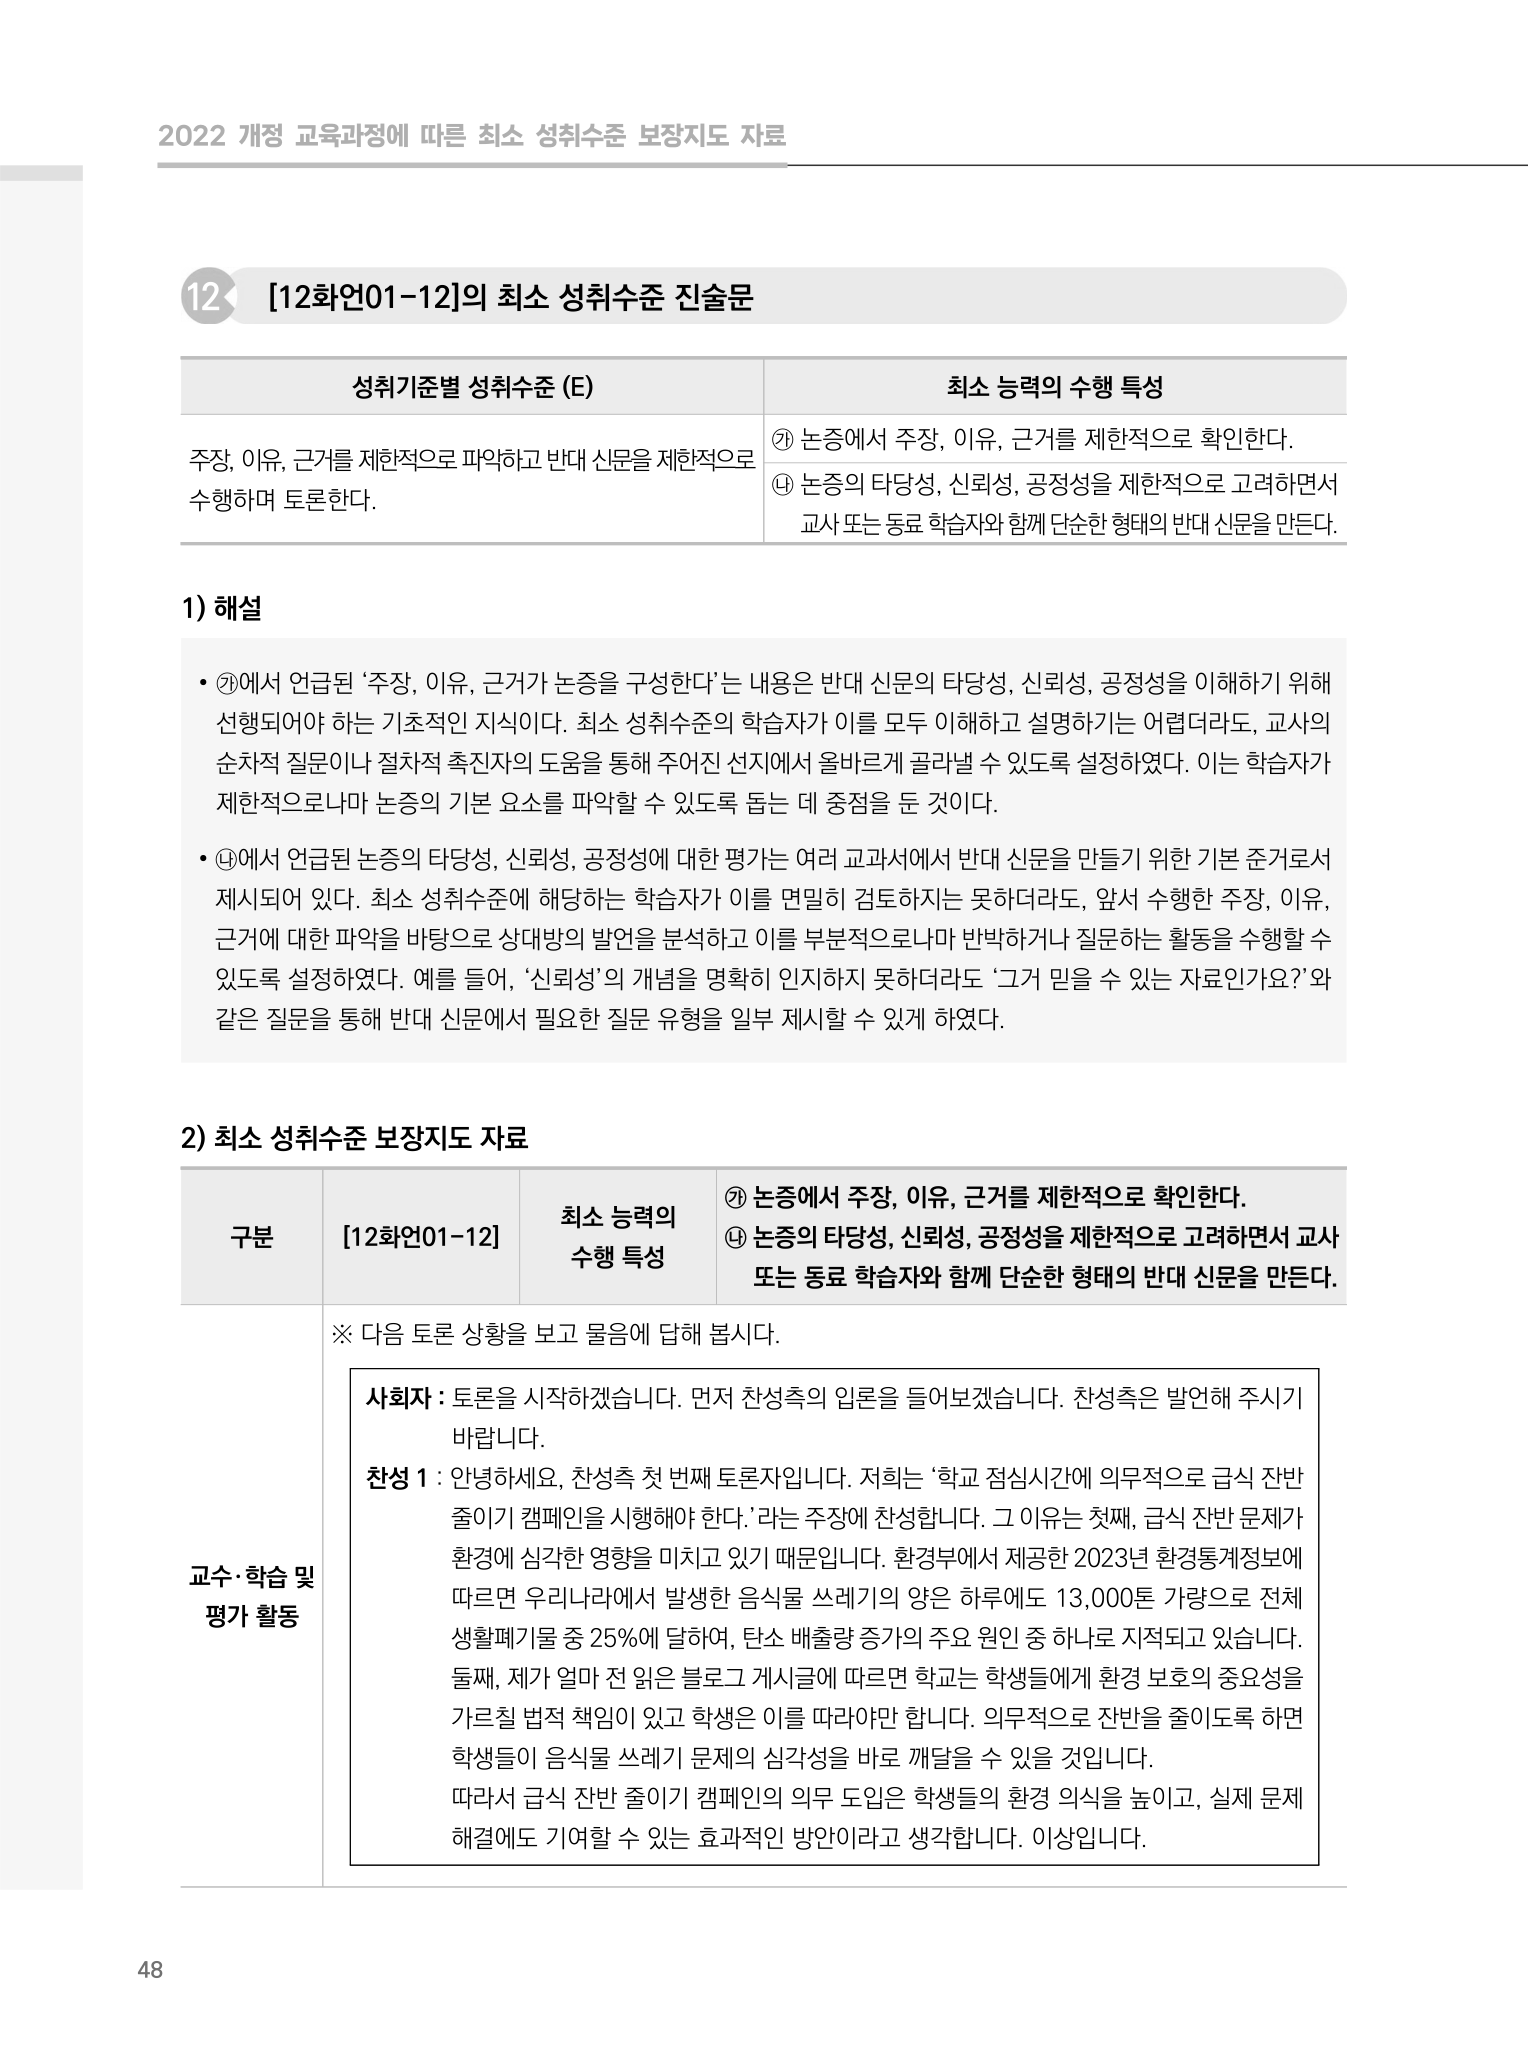 2022 개정 교육과정에 따른 최소 성취수준 보장지도 자료
12 [12화언01-12]의 최소 성취수준 진술문
성취기준별 성취수준 (E)
최소 능력의 수행 특성
주장, 이유, 근거를 제한적으로 파악하고 반대 신문을 제한적으로
수행하며 토론한다.
㉮ 논증에서 주장, 이유, 근거를 제한적으로 확인한다.
㉯ 논증의 타당성, 신뢰성, 공정성을 제한적으로 고려하면서
교사 또는 동료 학습자와 함께 단순한 형태의 반대 신문을 만든다.
1) 해설
• ㉮에서 언급된 ‘주장, 이유, 근거가 논증을 구성한다’는 내용은 반대 신문의 타당성, 신뢰성, 공정성을 이해하기 위해
선행되어야 하는 기초적인 지식이다. 최소 성취수준의 학습자가 이를 모두 이해하고 설명하기는 어렵더라도, 교사의
순차적 질문이나 절차적 촉진자의 도움을 통해 주어진 선지에서 올바르게 골라낼 수 있도록 설정하였다. 이는 학습자가
제한적으로나마 논증의 기본 요소를 파악할 수 있도록 돕는 데 중점을 둔 것이다.
• ㉯에서 언급된 논증의 타당성, 신뢰성, 공정성에 대한 평가는 여러 교과서에서 반대 신문을 만들기 위한 기본 준거로서
제시되어 있다. 최소 성취수준에 해당하는 학습자가 이를 면밀히 검토하지는 못하더라도, 앞서 수행한 주장, 이유,
근거에 대한 파악을 바탕으로 상대방의 발언을 분석하고 이를 부분적으로나마 반박하거나 질문하는 활동을 수행할 수
있도록 설정하였다. 예를 들어, ‘신뢰성’의 개념을 명확히 인지하지 못하더라도 ‘그거 믿을 수 있는 자료인가요?’와
같은 질문을 통해 반대 신문에서 필요한 질문 유형을 일부 제시할 수 있게 하였다.
2) 최소 성취수준 보장지도 자료
구분
[12화언01-12]
최소 능력의
수행 특성
㉮ 논증에서 주장, 이유, 근거를 제한적으로 확인한다.
㉯ 논증의 타당성, 신뢰성, 공정성을 제한적으로 고려하면서 교사
또는 동료 학습자와 함께 단순한 형태의 반대 신문을 만든다.
교수·학습 및
평가 활동
※ 다음 토론 상황을 보고 물음에 답해 봅시다.
사회자 : 토론을 시작하겠습니다. 먼저 찬성측의 입론을 들어보겠습니다. 찬성측은 발언해 주시기
바랍니다.
찬성 1 : 안녕하세요, 찬성측 첫 번째 토론자입니다. 저희는 ‘학교 점심시간에 의무적으로 급식 잔반
줄이기 캠페인을 시행해야 한다.’라는 주장에 찬성합니다. 그 이유는 첫째, 급식 잔반 문제가
환경에 심각한 영향을 미치고 있기 때문입니다. 환경부에서 제공한 2023년 환경통계정보에
따르면 우리나라에서 발생한 음식물 쓰레기의 양은 하루에도 13,000톤 가량으로 전체
생활폐기물 중 25%에 달하여, 탄소 배출량 증가의 주요 원인 중 하나로 지적되고 있습니다.
둘째, 제가 얼마 전 읽은 블로그 게시글에 따르면 학교는 학생들에게 환경 보호의 중요성을
가르칠 법적 책임이 있고 학생은 이를 따라야만 합니다. 의무적으로 잔반을 줄이도록 하면
학생들이 음식물 쓰레기 문제의 심각성을 바로 깨달을 수 있을 것입니다.
따라서 급식 잔반 줄이기 캠페인의 의무 도입은 학생들의 환경 의식을 높이고, 실제 문제
해결에도 기여할 수 있는 효과적인 방안이라고 생각합니다. 이상입니다.
48